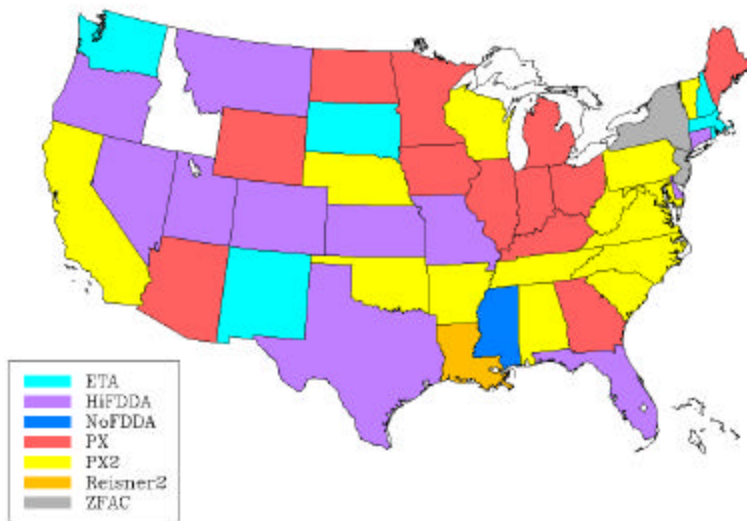 ETA
HiFDDA
NoFDDA
PX
PX2
Reisner2
ZFAC